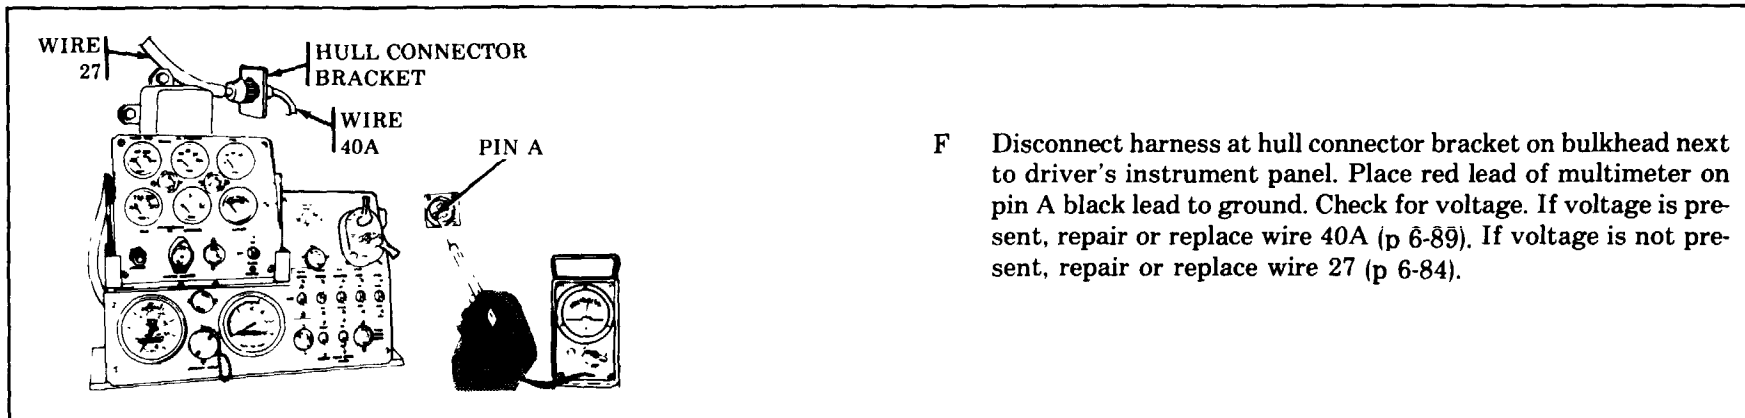 WIRE
27
HULL CONNECTOR
BRACKET
WIRE
40A
PIN A
F Disconnect harness at hull connector bracket on bulkhead next
to driver's instrument panel. Place red lead of multimeter on
pin A black lead to ground. Check for voltage. If voltage is pre-
sent, repair or replace wire 40A (p 6-89). If voltage is not pre-
sent, repair or replace wire 27 (p 6-84).